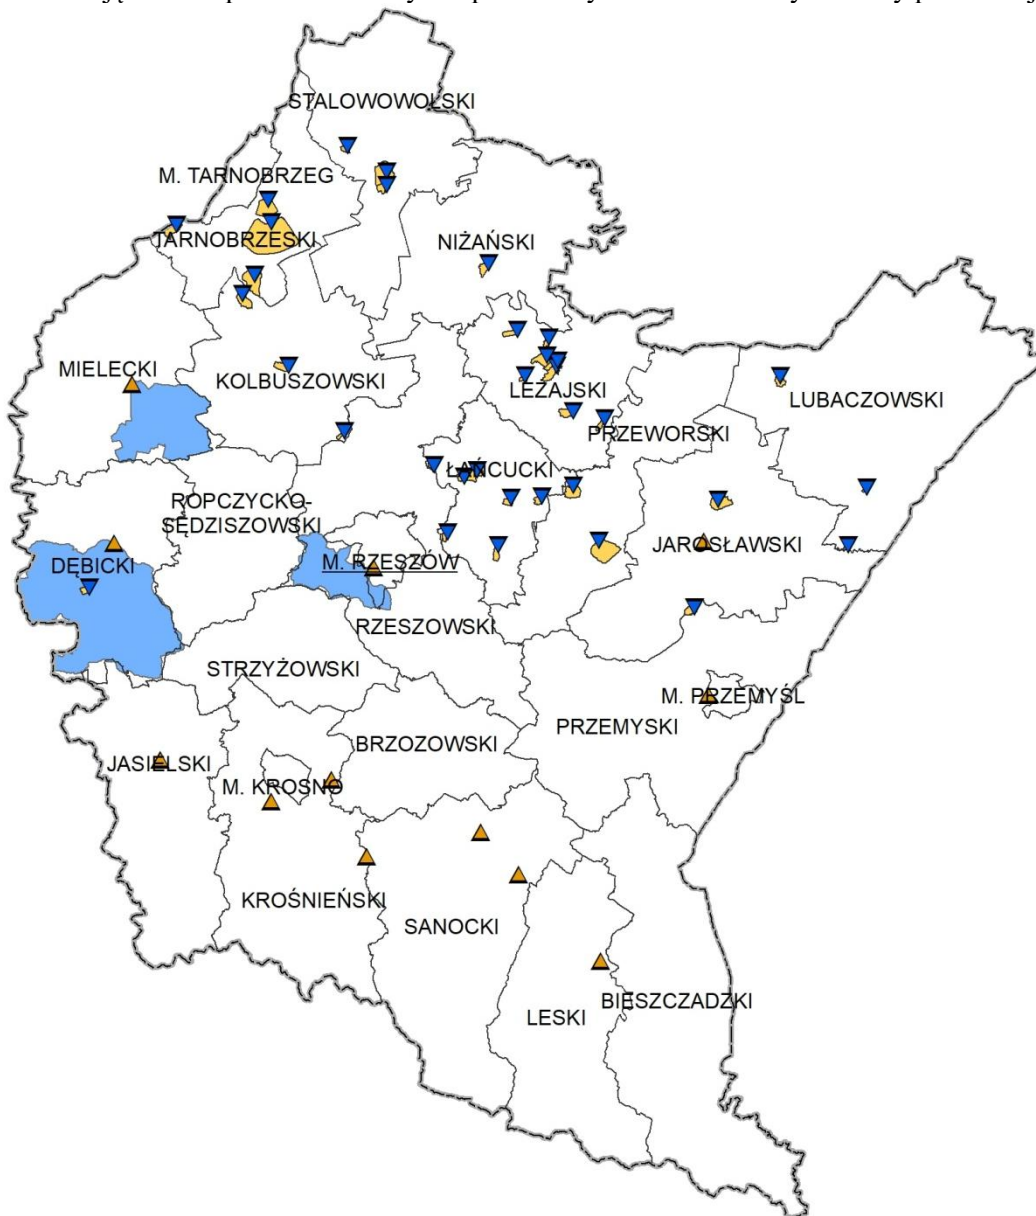 STALOWOWOLSKI
M. TARNOBRZEG
TARNOBRZESKI
NIŻAŃSKI
MIELECKI
KOLBUSZOWSKI
LEŻAJSKI
LUBACZOWSKI
PRZEWORSKI
ŁAŃCUCKI
ROPCZYCKO-
SĘDZISZOWSKI
JAROSŁAWSKI
DĘBICKI
M. RZESZÓW
RZESZOWSKI
STRZYŻOWSKI
M. PRZEMYŚL
PRZEMYSKI
BRZOZOWSKI
JASIELSKI
M. KROSNO
KROŚNIEŃSKI
SANOCKI
BIESZCZADZKI
LESKI